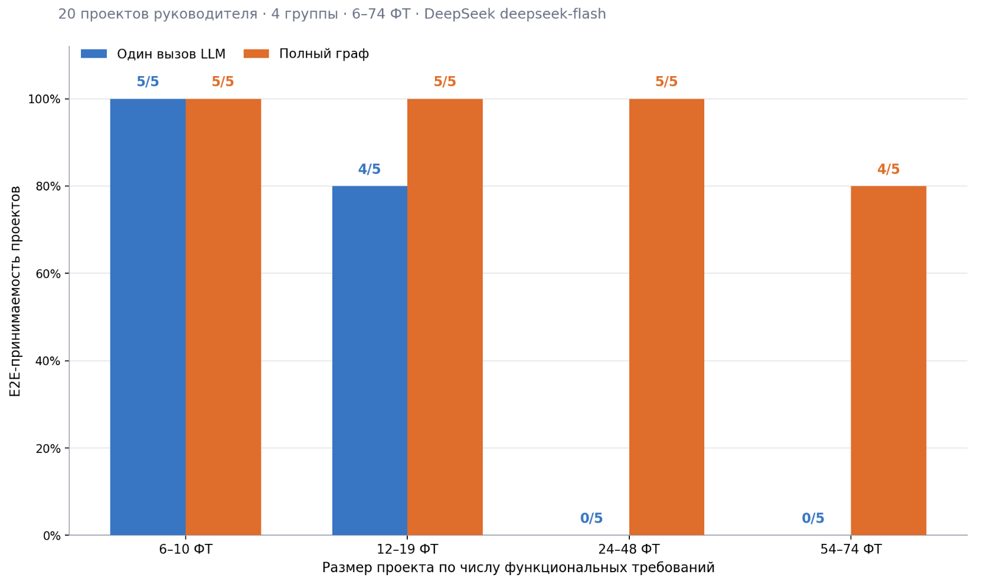 20 проектов руководителя · 4 группы · 6–74 ФТ · DeepSeek deepseek-flash
Один вызов LLM
Полный граф
5/5
5/5
5/5
5/5
100%
4/5
4/5
80%
60%
40%
20%
0/5
0/5
0%
E2E-принимаемость проектов
6–10 ФТ
12–19 ФТ
24–48 ФТ
54–74 ФТ
Размер проекта по числу функциональных требований